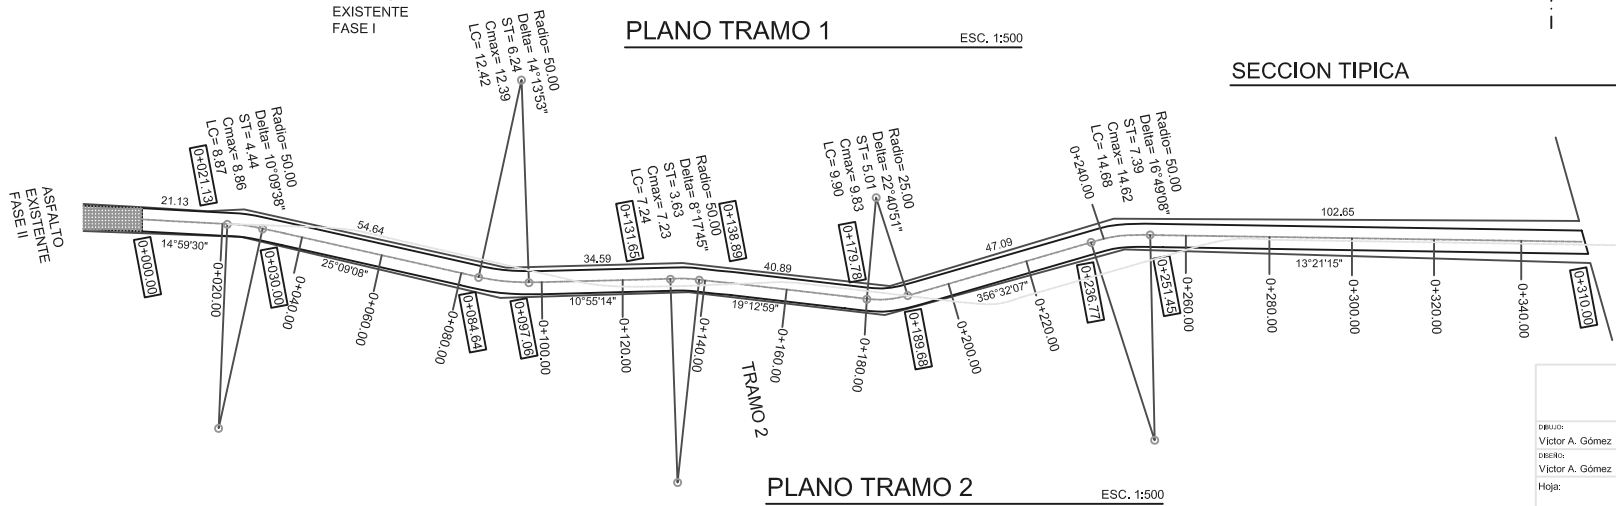 EXISTENTE
FASE I
PLANO TRAMO 1
ESC. 1:500
SECCION TIPICA
ASFALTO
EXISTENTE
FASE II
21.13
14°59'30"
0+000.00
0+021.13
0+020.00
Radio= 50.00
Delta= 10°09'38"
ST= 4.44
Cmax= 8.86
LC= 8.87
0+030.00
0+040.00
54.64
25°09'08"
0+060.00
0+080.00
0+084.64
Radio= 50.00
Delta= 14°13'53"
ST= 6.24
Cmax= 12.39
LC= 12.42
0+097.06
0+100.00
34.59
10°55'14"
0+120.00
0+131.65
Radio= 50.00
Delta= 8°17'45"
ST= 3.63
Cmax= 7.23
LC= 7.24
0+138.89
0+140.00
40.89
19°12'59"
0+160.00
0+179.78
0+180.00
Radio= 25.00
Delta= 22°40'51"
ST= 5.01
Cmax= 9.83
LC= 9.90
0+189.68
0+200.00
47.09
356°32'07"
0+220.00
0+236.77
0+240.00
Radio= 50.00
Delta= 16°49'08"
ST= 7.39
Cmax= 14.62
LC= 14.68
0+251.45
0+260.00
102.65
13°21'15"
0+280.00
0+300.00
0+320.00
0+340.00
0+310.00
TRAMO 2
PLANO TRAMO 2
ESC. 1:500
DIBUJO:
Víctor A. Gómez
DISEÑO:
Víctor A. Gómez
Hoja: